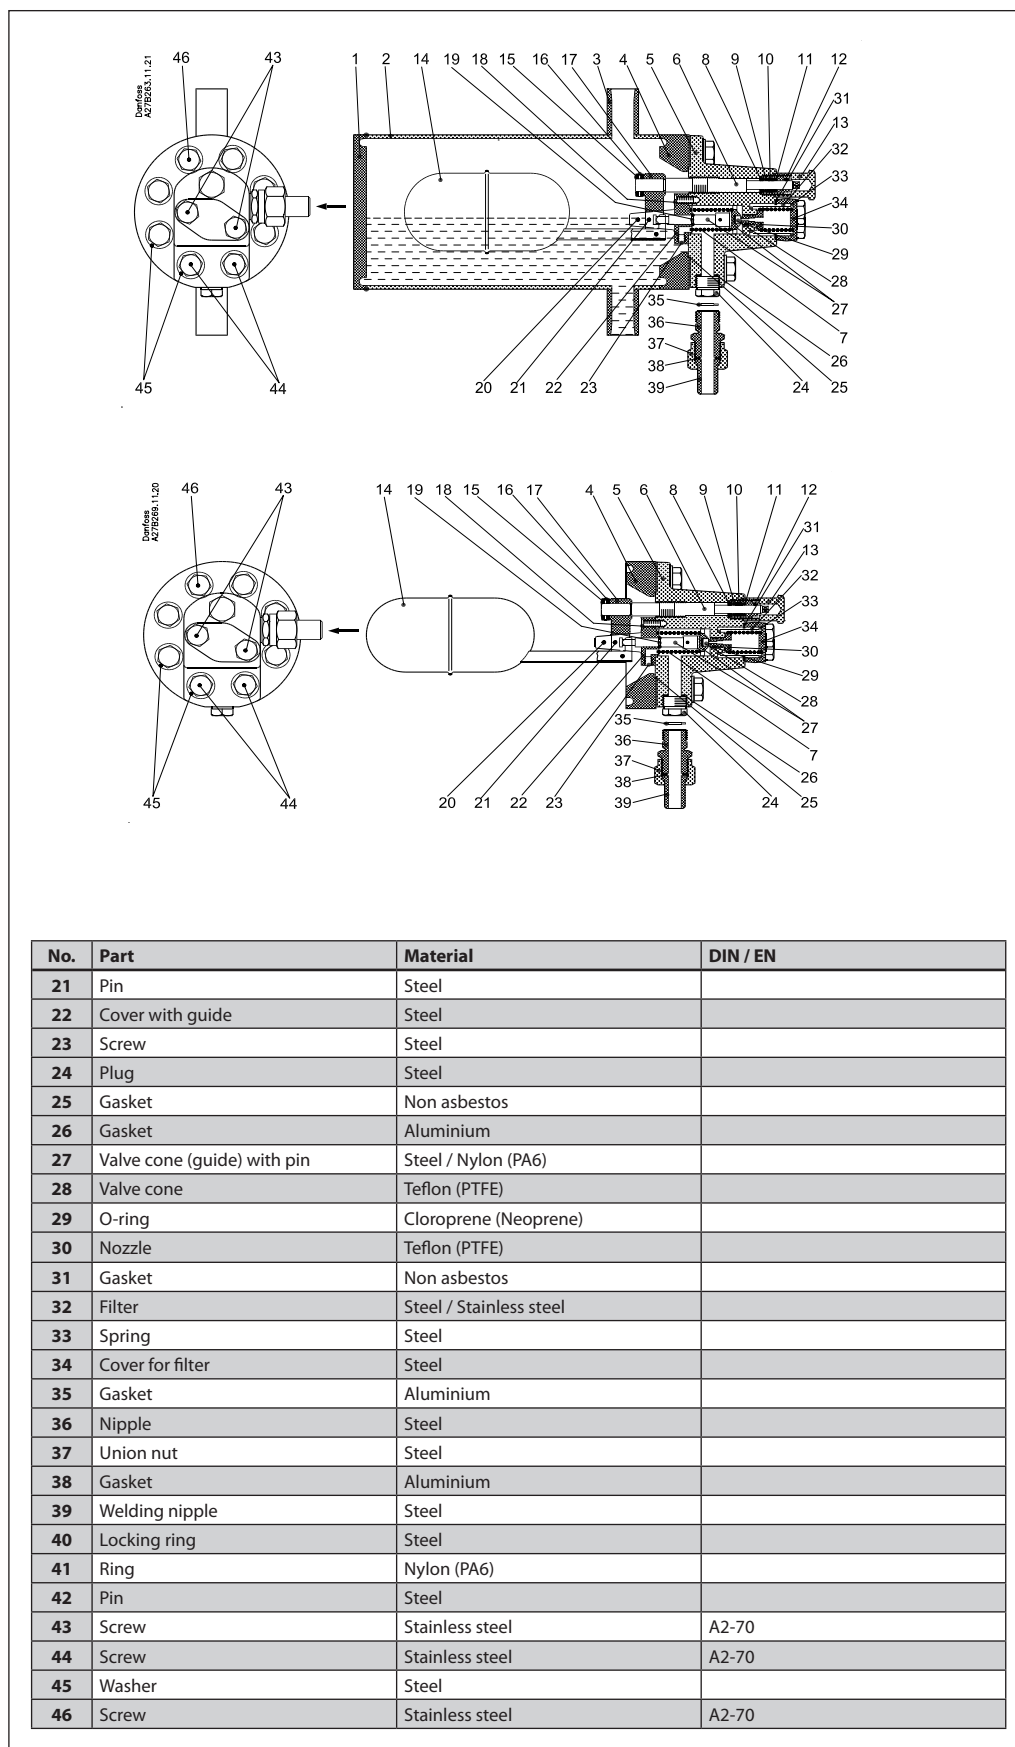 Danfoss
A27B263.11.21
46 43 1 2 14 19 18 15 16 17 3 4 5 6 8 9 10 11 12
31
13
32
33
34
30
29
28
27
7
26
25
35
36
37
38
39
20 21 22 23 24
45 44
Danfoss
A27B269.11.20
46 43 14 19 18 15 16 17 4 5 6 8 9 10 11 12
31
13
32
33
34
30
29
28
27
7
26
25
35
36
37
38
39
20 21 22 23 24
45 44
No. Part Material DIN / EN
21 Pin Steel
22 Cover with guide Steel
23 Screw Steel
24 Plug Steel
25 Gasket Non asbestos
26 Gasket Aluminium
27 Valve cone (guide) with pin Steel / Nylon (PA6)
28 Valve cone Teflon (PTFE)
29 O-ring Cloroprene (Neoprene)
30 Nozzle Teflon (PTFE)
31 Gasket Non asbestos
32 Filter Steel / Stainless steel
33 Spring Steel
34 Cover for filter Steel
35 Gasket Aluminium
36 Nipple Steel
37 Union nut Steel
38 Gasket Aluminium
39 Welding nipple Steel
40 Locking ring Steel
41 Ring Nylon (PA6)
42 Pin Steel
43 Screw Stainless steel A2-70
44 Screw Stainless steel A2-70
45 Washer Steel
46 Screw Stainless steel A2-70